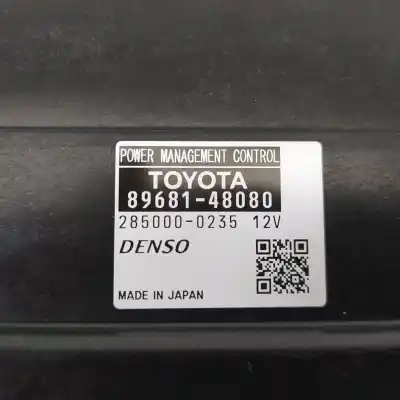 POWER MANAGEMENT CONTROL
TOYOTA
89681-48080
285000-0235 12V
DENSO
MADE IN JAPAN